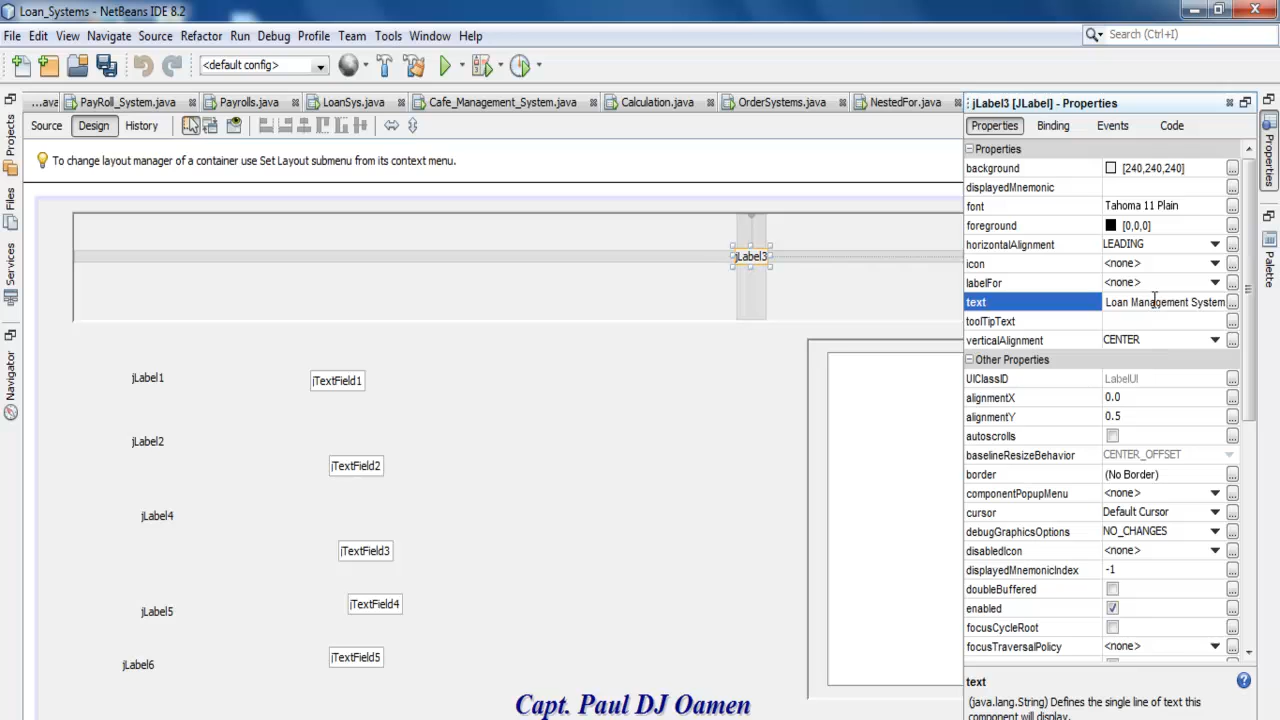 Loan_Systems - NetBeans IDE 8.2
File Edit View Navigate Source Refactor Run Debug Profile Team Tools Window Help
Search (Ctrl+I)
<default config>
...ava PayRoll_System.java Payrolls.java LoanSys.java Cafe_Management_System.java Calculation.java OrderSystems.java NestedFor.java
Source Design History
To change layout manager of a container use Set Layout submenu from its context menu.
Projects
Files
Services
Navigator
jLabel3
jLabel1 jTextField1
jLabel2
jTextField2
jLabel4
jTextField3
jTextField4
jLabel5
jTextField5
jLabel6
Capt. Paul DJ Oamen
jLabel3 [JLabel] - Properties
Properties Binding Events Code
Properties
background [240,240,240]
displayedMnemonic
font Tahoma 11 Plain
foreground [0,0,0]
horizontalAlignment LEADING
icon <none>
labelFor <none>
text Loan Management System
toolTipText
verticalAlignment CENTER
Other Properties
UIClassID LabelUI
alignmentX 0.0
alignmentY 0.5
autoscrolls
baselineResizeBehavior CENTER_OFFSET
border (No Border)
componentPopupMenu <none>
cursor Default Cursor
debugGraphicsOptions NO_CHANGES
disabledIcon <none>
displayedMnemonicIndex -1
doubleBuffered
enabled
focusCycleRoot
focusTraversalPolicy <none>
text
(java.lang.String) Defines the single line of text this
component will display.
Properties
Palette